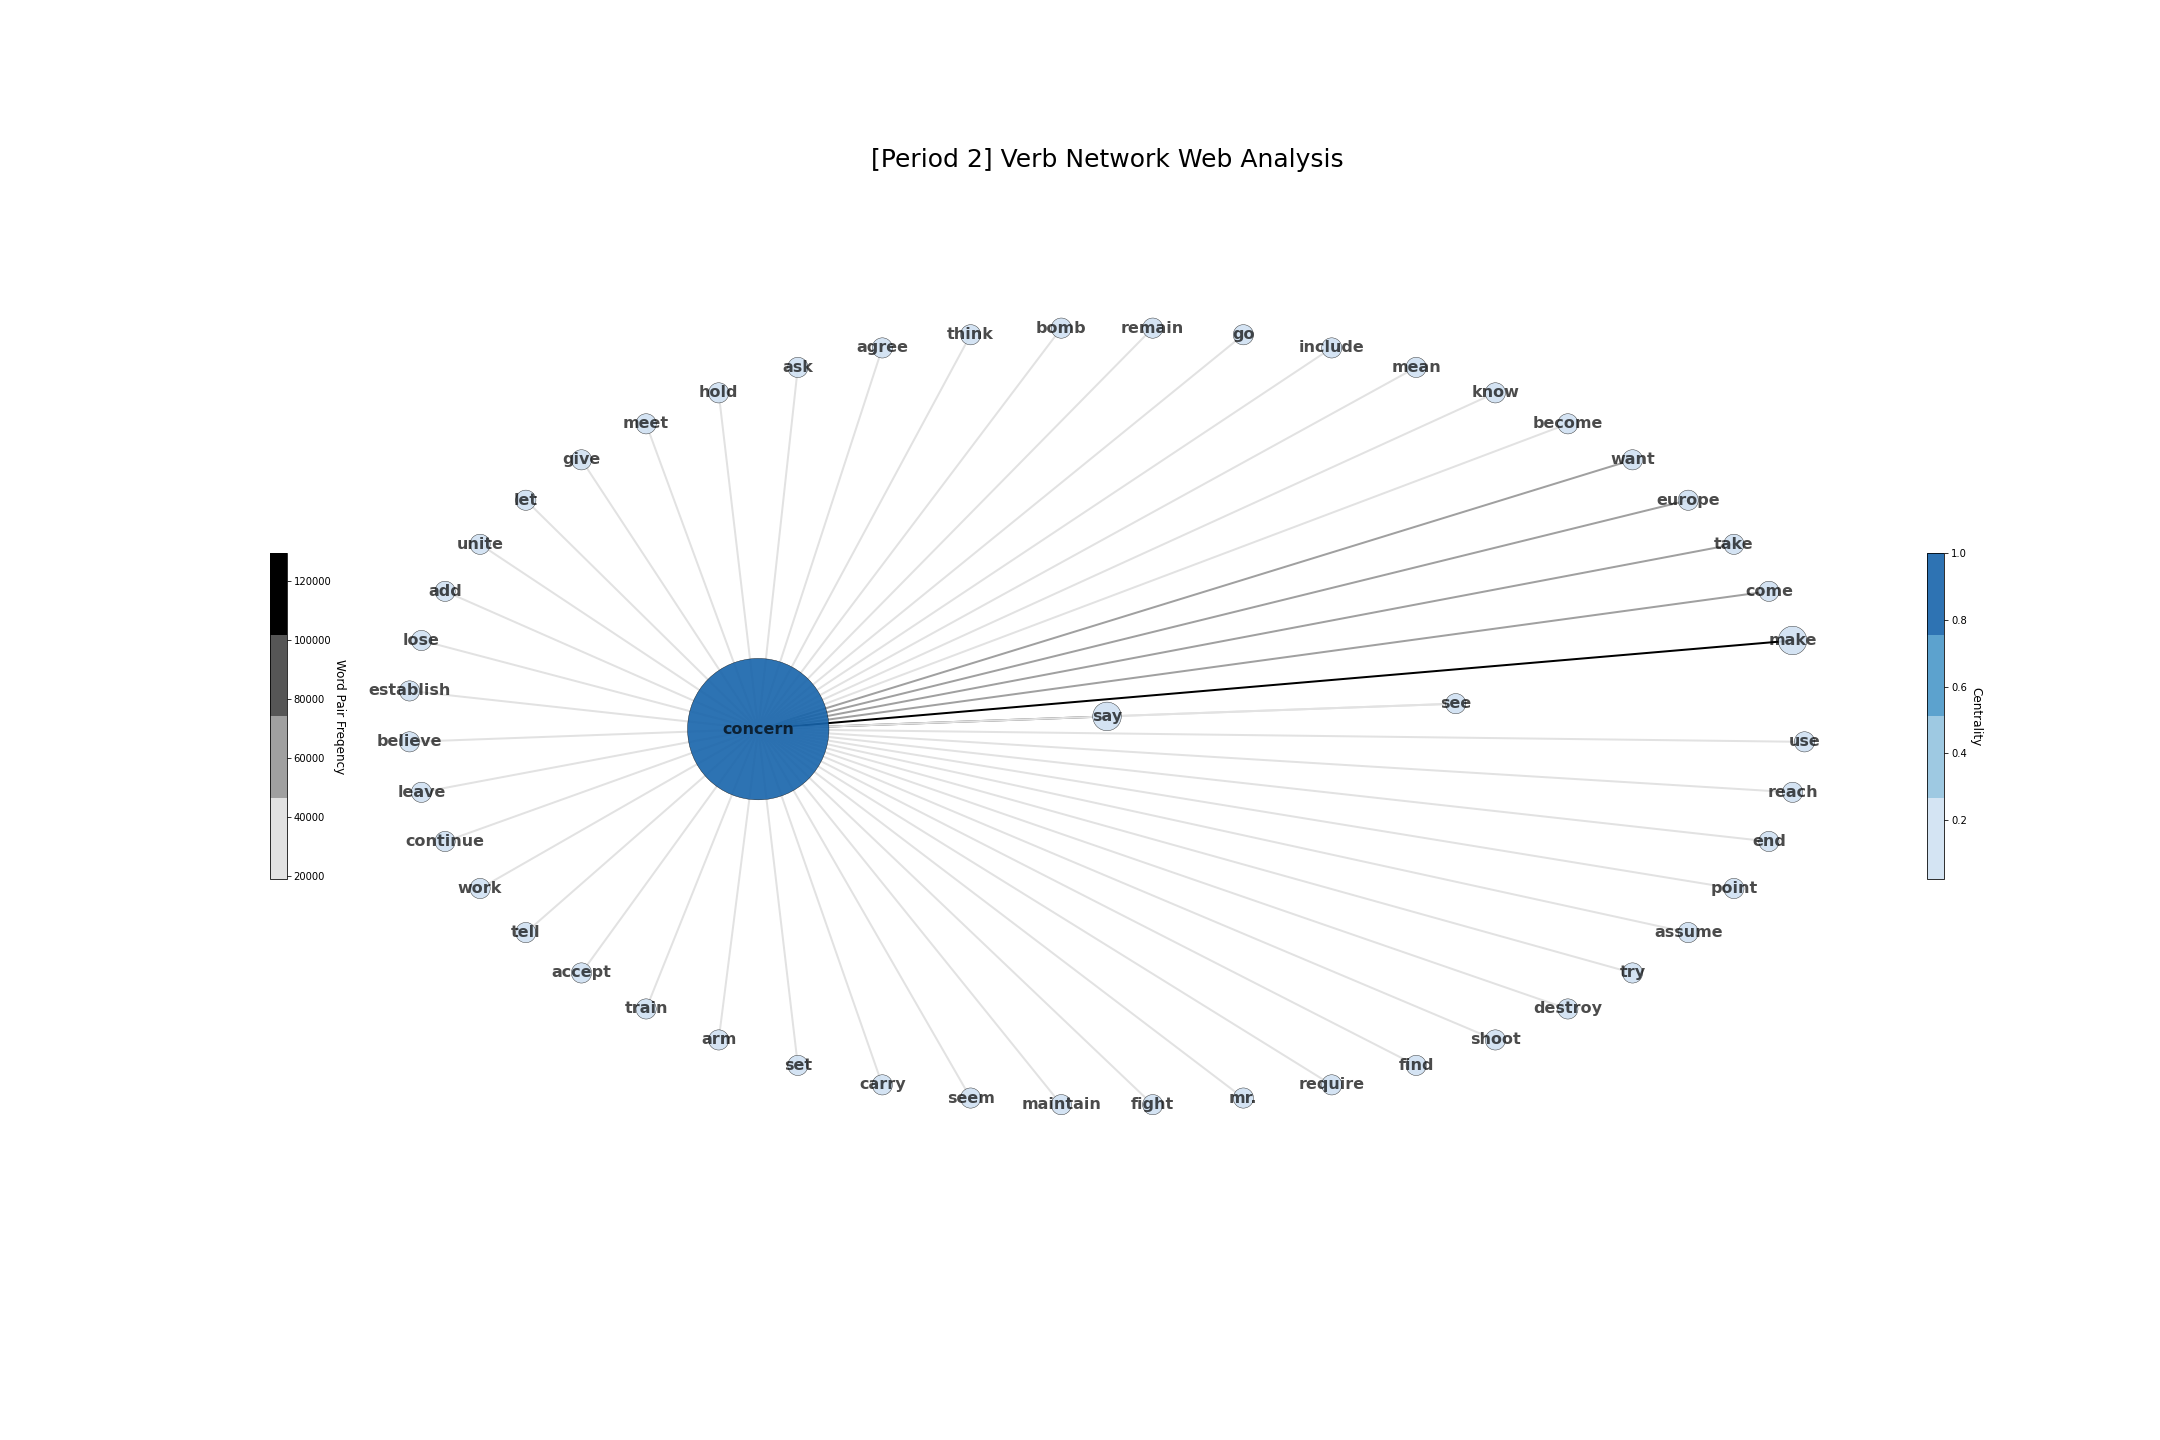 [Period 2] Verb Network Web Analysis
bomb
remain
think
go
agree
include
ask
mean
hold
know
meet
become
give
want
let
europe
unite
take
add
come
lose
make
establish
see
say
concern
believe
use
leave
reach
continue
end
work
point
tell
assume
accept
try
train
destroy
arm
shoot
set
find
carry
require
seem
mr.
maintain
fight
120000
100000
80000
60000
40000
20000
Word Pair Freqency
1.0
0.8
0.6
0.4
0.2
Centrality